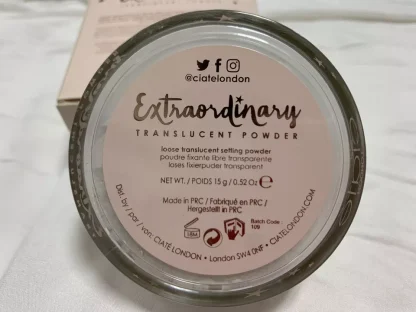 @ciatelondon
Extraordinary
TRANSLUCENT POWDER
loose translucent setting powder
poudre fixante libre transparente
loses fixierpuder transparent
NET WT. / POIDS 15 g / 0.52 Oz e
Made in PRC / Fabriqué en PRC /
Hergestellt in PRC
Batch Code :
109
Dist. by / par / von: CIATÉ LONDON • London SW4 0NF • CIATELONDON.COM